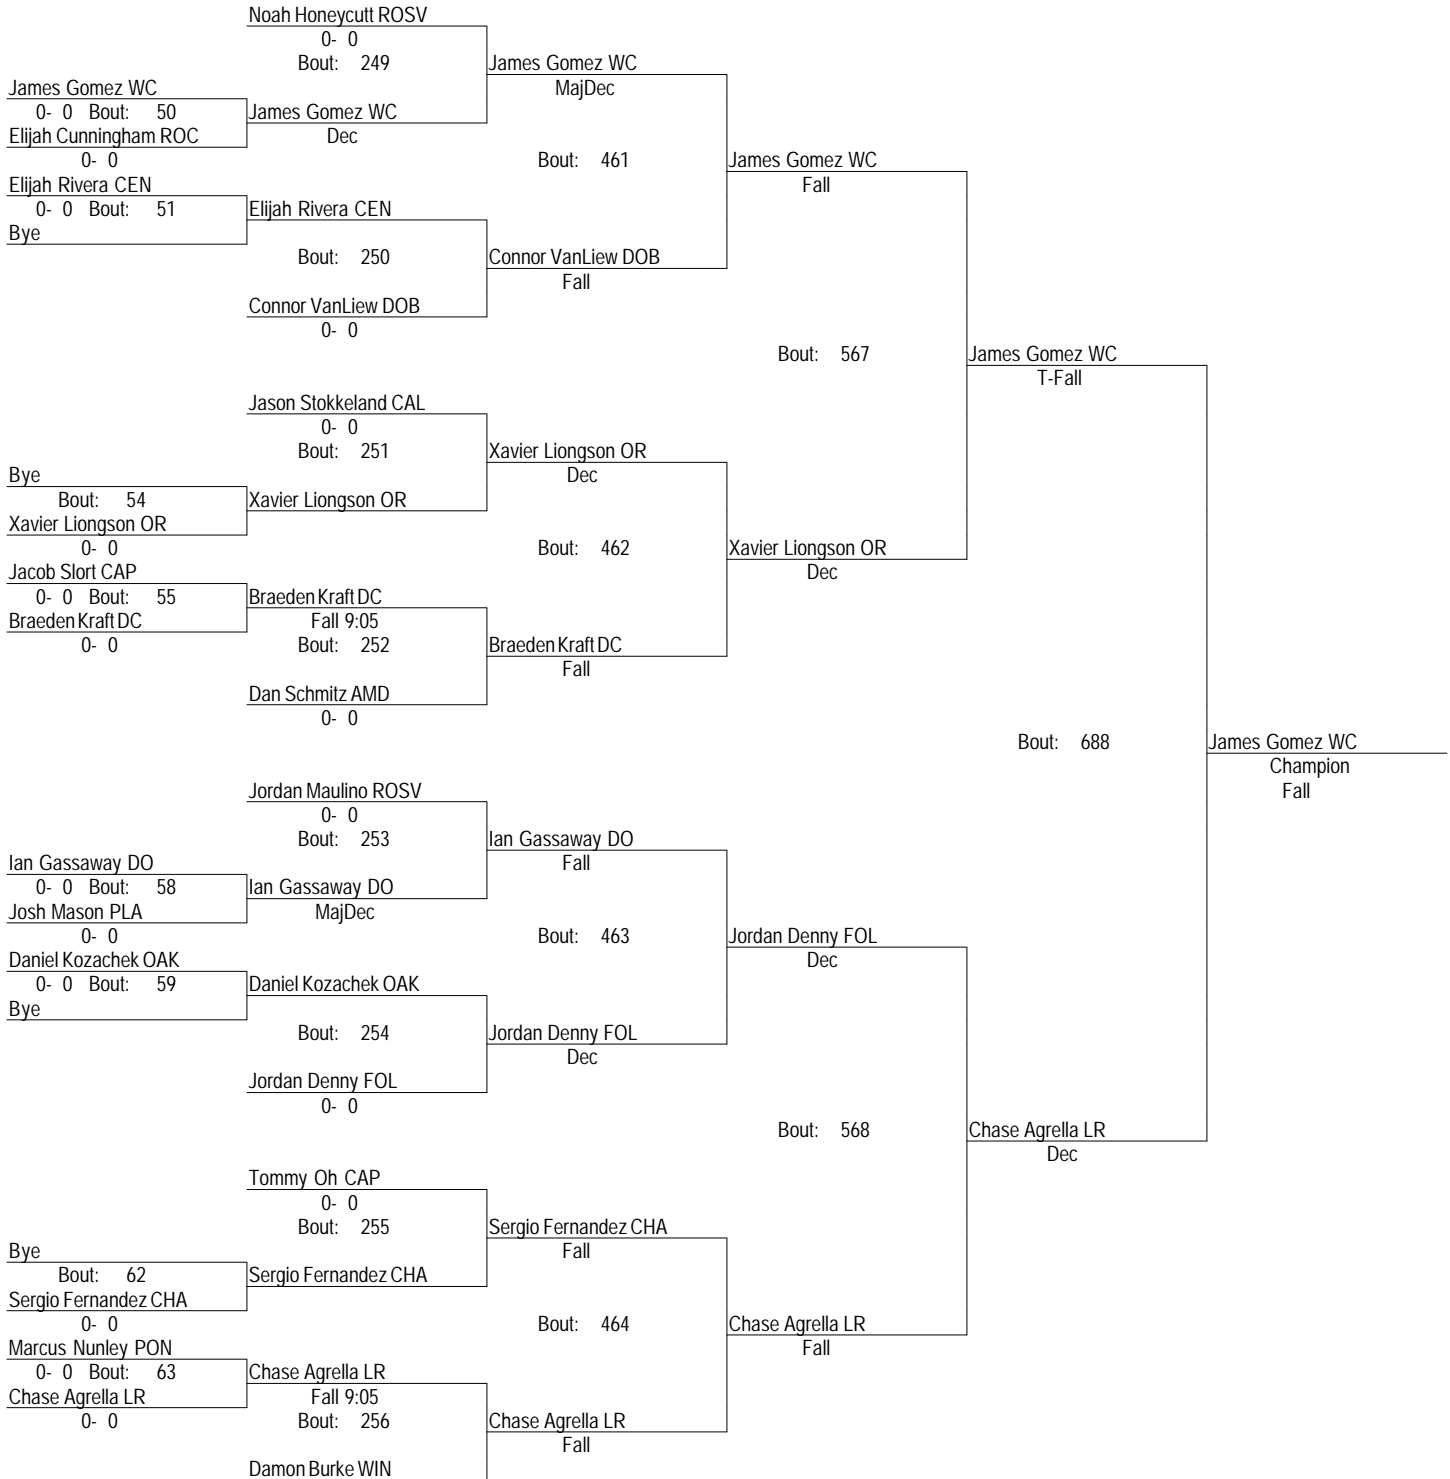 Noah Honeycutt ROSV
0- 0
Bout: 249
James Gomez WC
MajDec
James Gomez WC
0- 0 Bout: 50
James Gomez WC
Dec
Elijah Cunningham ROC
0- 0
Bout: 461
James Gomez WC
Fall
Elijah Rivera CEN
0- 0 Bout: 51
Elijah Rivera CEN
Bye
Bout: 250
Connor VanLiew DOB
Fall
Connor VanLiew DOB
0- 0
Bout: 567
James Gomez WC
T-Fall
Jason Stokkeland CAL
0- 0
Bout: 251
Xavier Liongson OR
Dec
Bye
Bout: 54
Xavier Liongson OR
Xavier Liongson OR
0- 0
Bout: 462
Xavier Liongson OR
Dec
Jacob Slort CAP
0- 0 Bout: 55
Braeden Kraft DC
Fall 9:05
Braeden Kraft DC
0- 0
Bout: 252
Braeden Kraft DC
Fall
Dan Schmitz AMD
0- 0
Bout: 688
James Gomez WC
Champion
Fall
Jordan Maulino ROSV
0- 0
Bout: 253
Ian Gassaway DO
Fall
Ian Gassaway DO
0- 0 Bout: 58
Ian Gassaway DO
MajDec
Josh Mason PLA
0- 0
Bout: 463
Jordan Denny FOL
Dec
Daniel Kozachek OAK
0- 0 Bout: 59
Daniel Kozachek OAK
Bye
Bout: 254
Jordan Denny FOL
Dec
Jordan Denny FOL
0- 0
Bout: 568
Chase Agrella LR
Dec
Tommy Oh CAP
0- 0
Bout: 255
Sergio Fernandez CHA
Fall
Bye
Bout: 62
Sergio Fernandez CHA
Sergio Fernandez CHA
0- 0
Bout: 464
Chase Agrella LR
Fall
Marcus Nunley PON
0- 0 Bout: 63
Chase Agrella LR
Fall 9:05
Chase Agrella LR
0- 0
Bout: 256
Chase Agrella LR
Fall
Damon Burke WIN